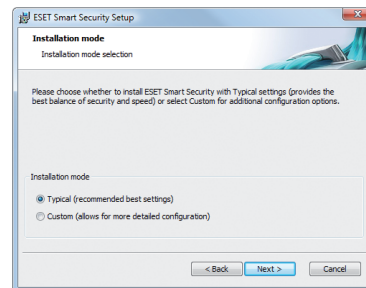 ESET Smart Security Setup
Installation mode
Installation mode selection
Please choose whether to install ESET Smart Security with Typical settings (provides the
best balance of security and speed) or select Custom for additional configuration options.
Installation mode
Typical (recommended best settings)
Custom (allows for more detailed configuration)
< Back
Next >
Cancel